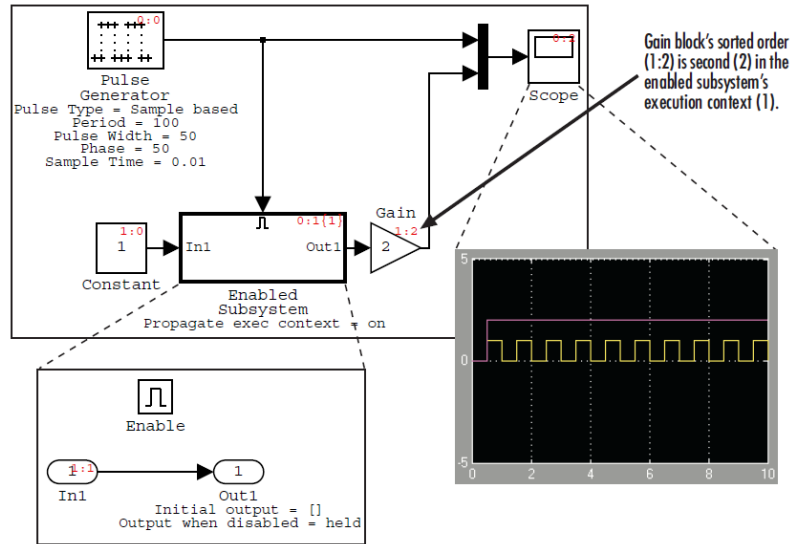 0:0
Pulse
Generator
Pulse Type = Sample based
Period = 100
Pulse Width = 50
Phase = 50
Sample Time = 0.01
0:2
Scope
Gain block's sorted order
(1:2) is second (2) in the
enabled subsystem's
execution context (1).
1:0
1
Constant
0:1{1}
In1
Out1
Enabled
Subsystem
Propagate exec context = on
Gain
1:2
2
Enable
1
1:1
In1
1
Out1
Initial output = []
Output when disabled = held
5
0
-5
0 2 4 6 8 10